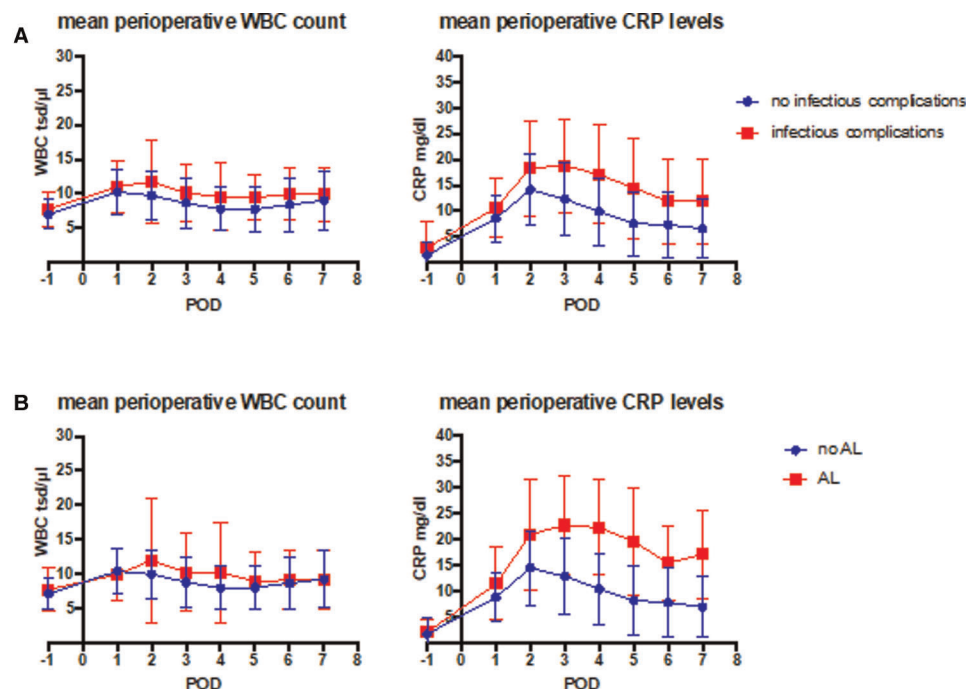 A
mean perioperative WBC count
WBC tsd/µl
30
25
20
15
10
5
-1 0 1 2 3 4 5 6 7 8
POD
mean perioperative CRP levels
CRP mg/dl
40
35
30
25
20
15
10
5
-1 0 1 2 3 4 5 6 7 8
POD
no infectious complications
infectious complications
B
mean perioperative WBC count
WBC tsd/µl
30
25
20
15
10
5
-1 0 1 2 3 4 5 6 7 8
POD
mean perioperative CRP levels
CRP mg/dl
40
35
30
25
20
15
10
5
-1 0 1 2 3 4 5 6 7 8
POD
no AL
AL